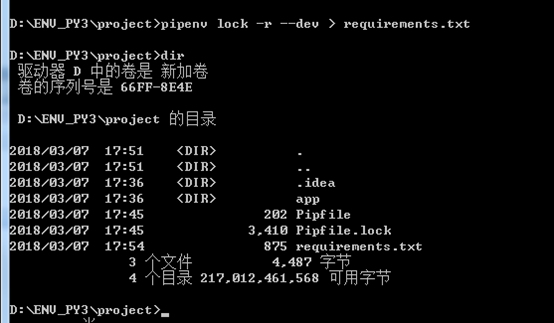 D:\ENV_PY3\project>pipenv lock -r --dev > requirements.txt
D:\ENV_PY3\project>dir
驱动器 D 中的卷是 新加卷
卷的序列号是 66FF-8E4E
D:\ENV_PY3\project 的目录
2018/03/07 17:51 <DIR> .
2018/03/07 17:51 <DIR> ..
2018/03/07 17:36 <DIR> .idea
2018/03/07 17:36 <DIR> app
2018/03/07 17:45 202 Pipfile
2018/03/07 17:45 3,410 Pipfile.lock
2018/03/07 17:54 875 requirements.txt
3 个文件 4,487 字节
4 个目录 217,012,461,568 可用字节
D:\ENV_PY3\project>_